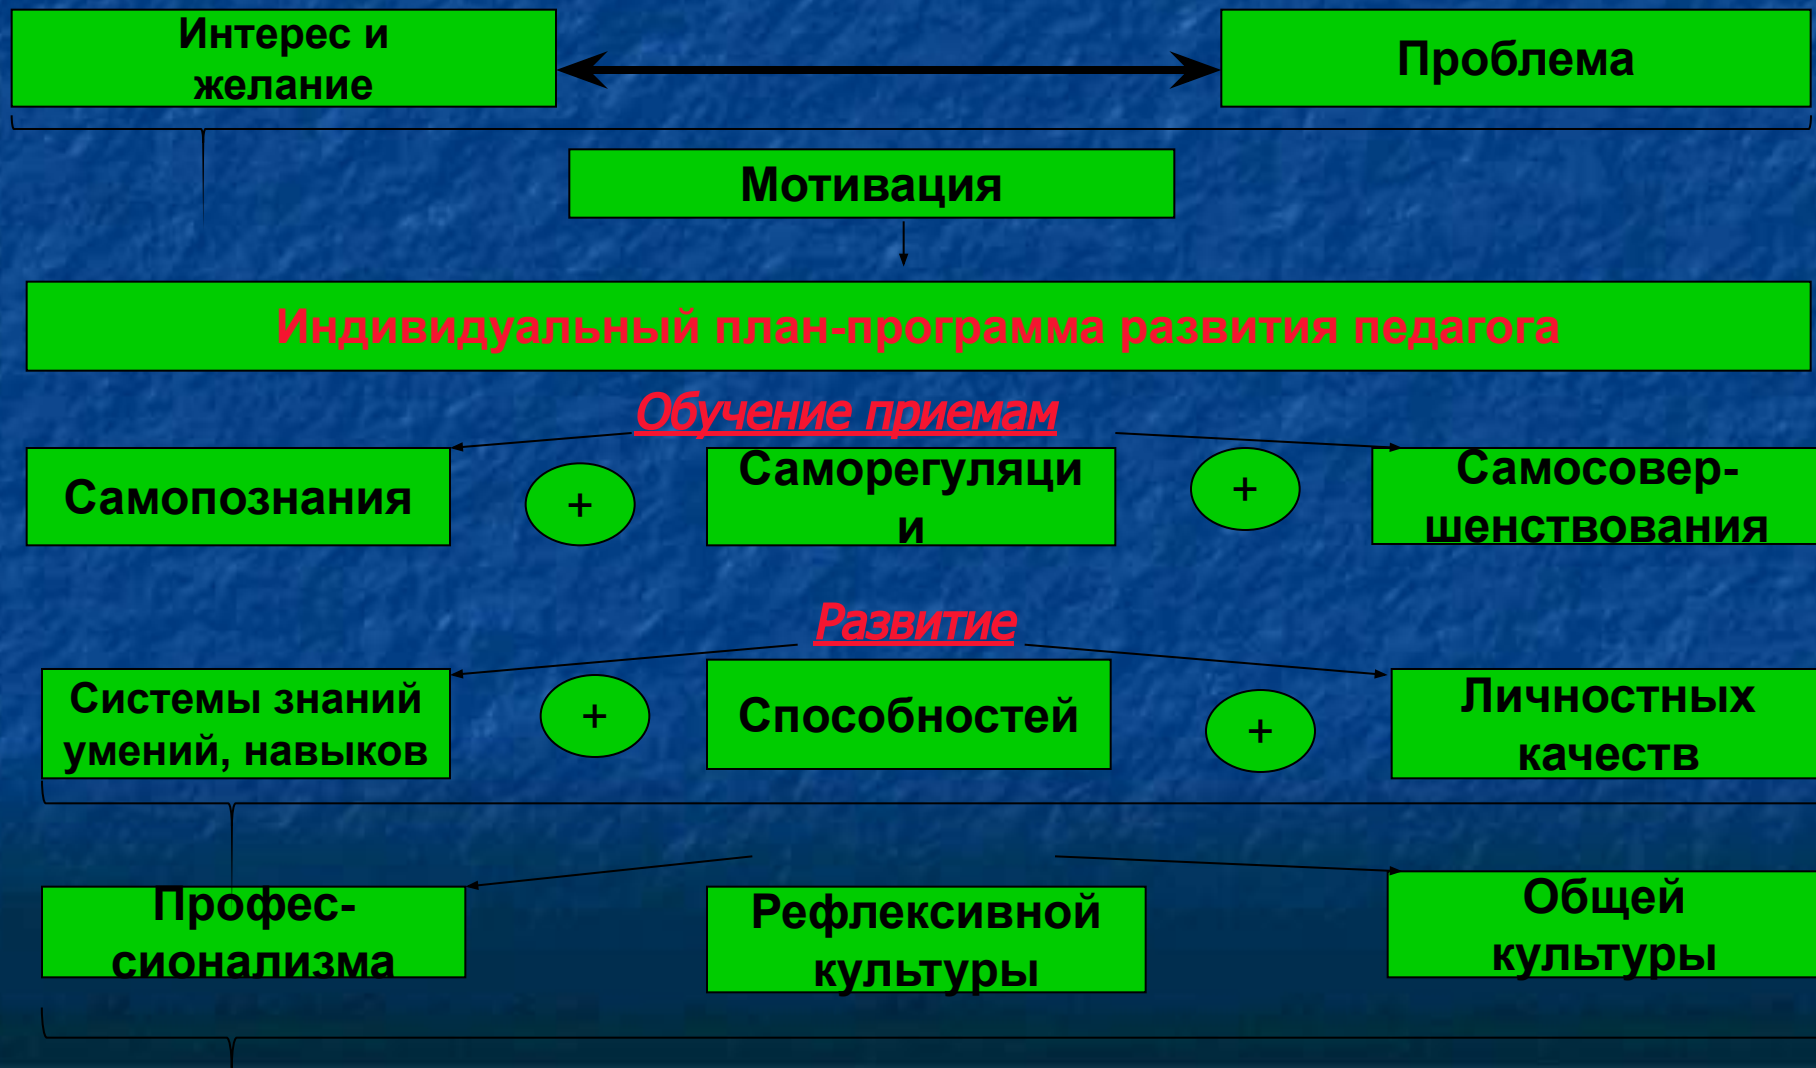 Интерес и
желание
Проблема
Мотивация
Индивидуальный план-программа развития педагога
Обучение приемам
Самопознания
+
Саморегуляци
и
+
Самосовер-
шенствования
Развитие
Системы знаний
умений, навыков
+
Способностей
+
Личностных
качеств
Профес-
сионализма
Рефлексивной
культуры
Общей
культуры